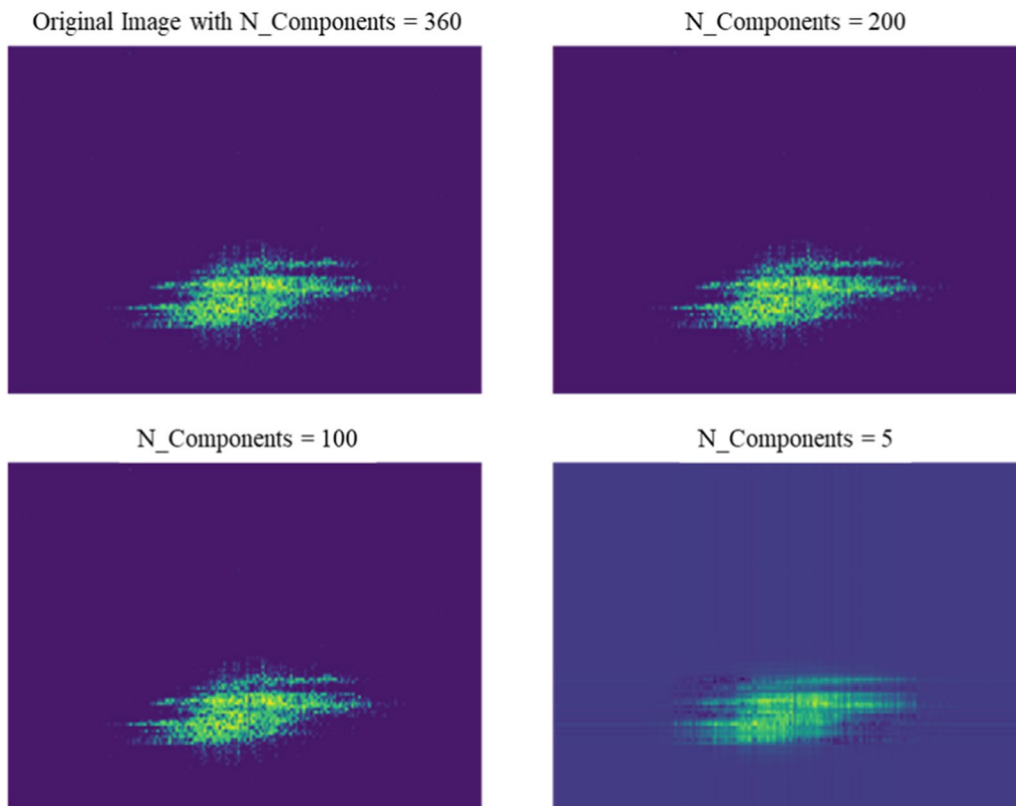 Original Image with N_Components = 360
N_Components = 200
N_Components = 100
N_Components = 5